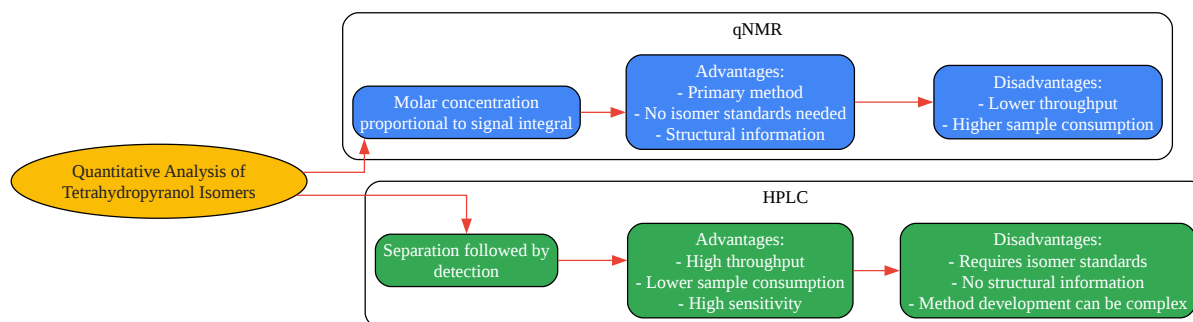 Quantitative Analysis of
Tetrahydropyranol Isomers
qNMR
Molar concentration
proportional to signal integral
Advantages:
- Primary method
- No isomer standards needed
- Structural information
Disadvantages:
- Lower throughput
- Higher sample consumption
HPLC
Separation followed by
detection
Advantages:
- High throughput
- Lower sample consumption
- High sensitivity
Disadvantages:
- Requires isomer standards
- No structural information
- Method development can be complex